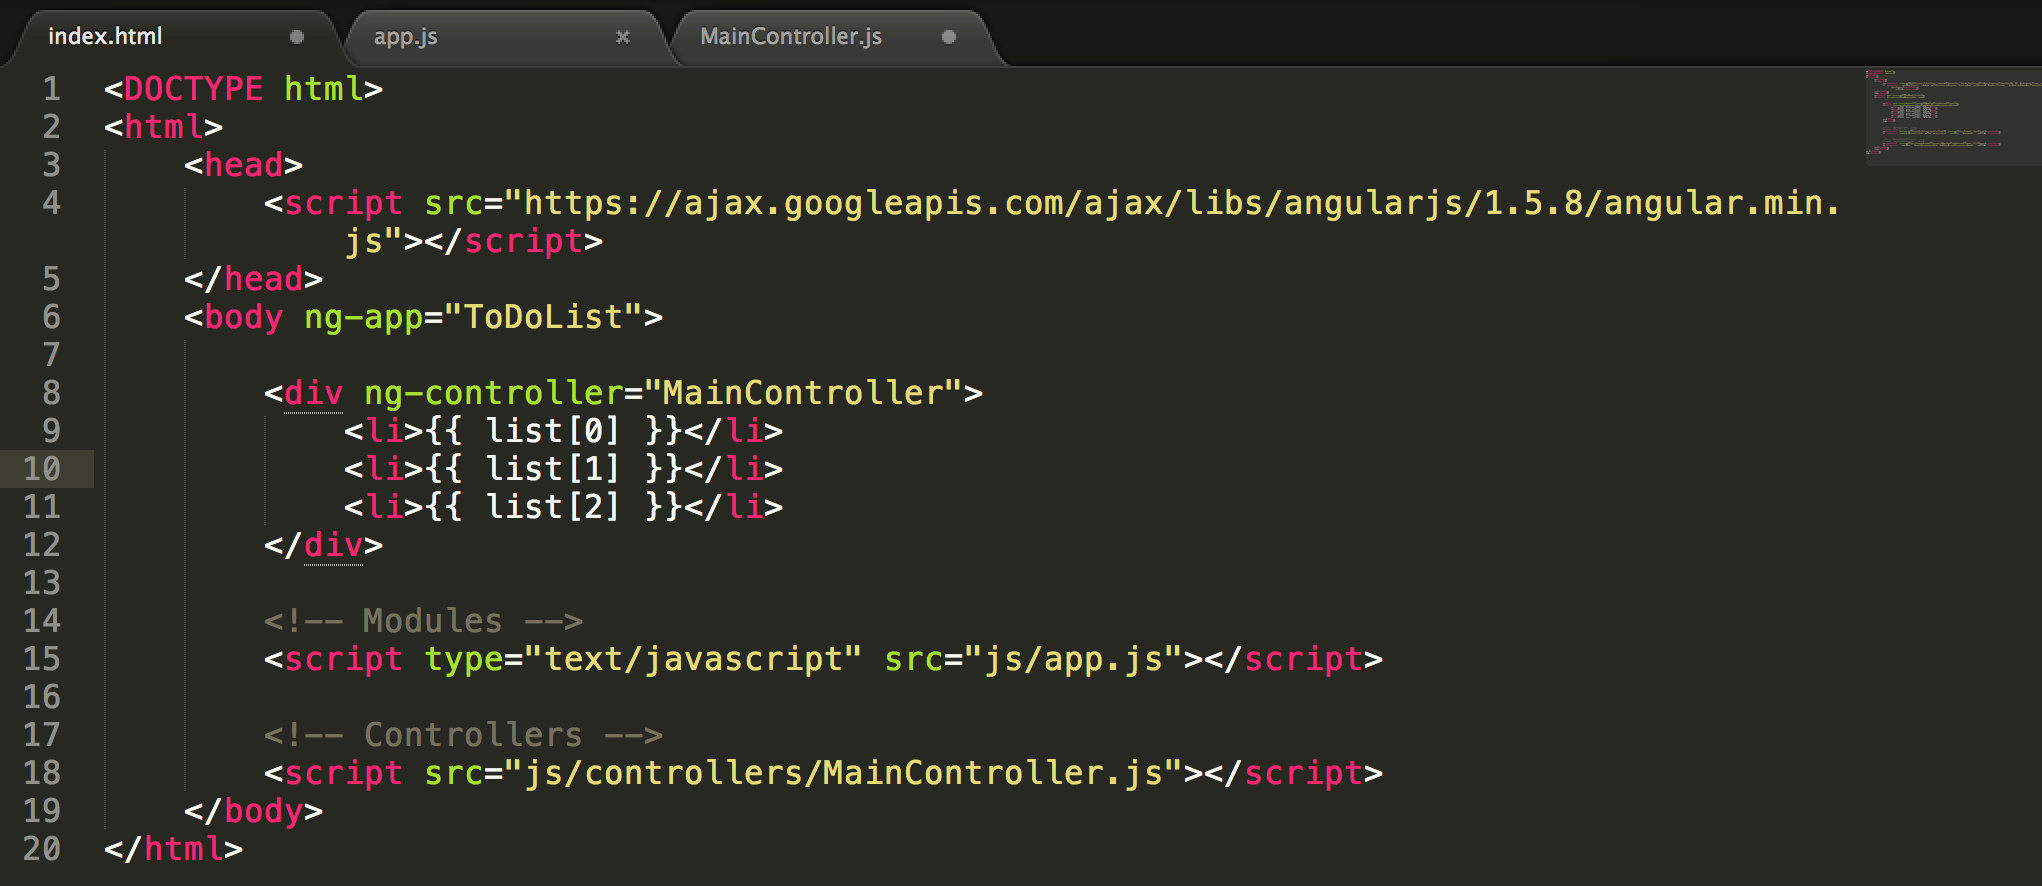 index.html
app.js
MainController.js
1 <DOCTYPE html>
2 <html>
3 <head>
4 <script src="https://ajax.googleapis.com/ajax/libs/angularjs/1.5.8/angular.min.
js"></script>
5 </head>
6 <body ng-app="ToDoList">
7
8 <div ng-controller="MainController">
9 <li>{{ list[0] }}</li>
10 <li>{{ list[1] }}</li>
11 <li>{{ list[2] }}</li>
12 </div>
13
14 <!-- Modules -->
15 <script type="text/javascript" src="js/app.js"></script>
16
17 <!-- Controllers -->
18 <script src="js/controllers/MainController.js"></script>
19 </body>
20 </html>